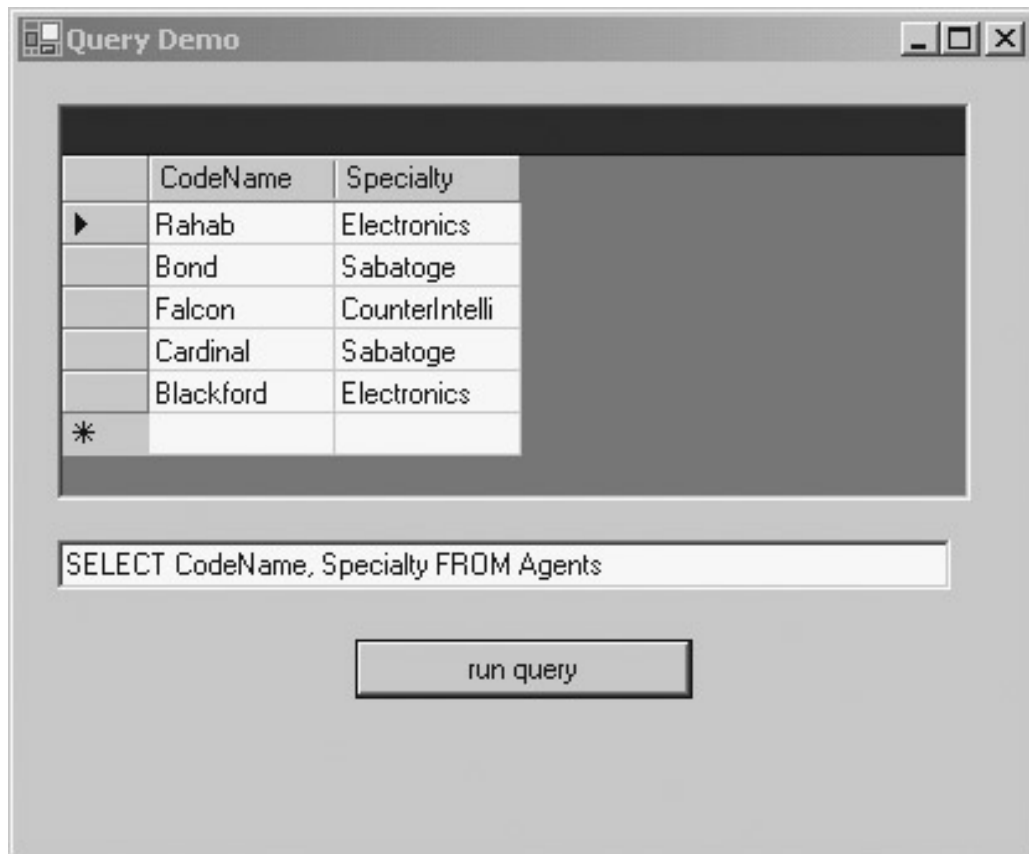 Query Demo
CodeName Specialty
Rahab Electronics
Bond Sabatoge
Falcon CounterIntelli
Cardinal Sabatoge
Blackford Electronics
SELECT CodeName, Specialty FROM Agents
run query